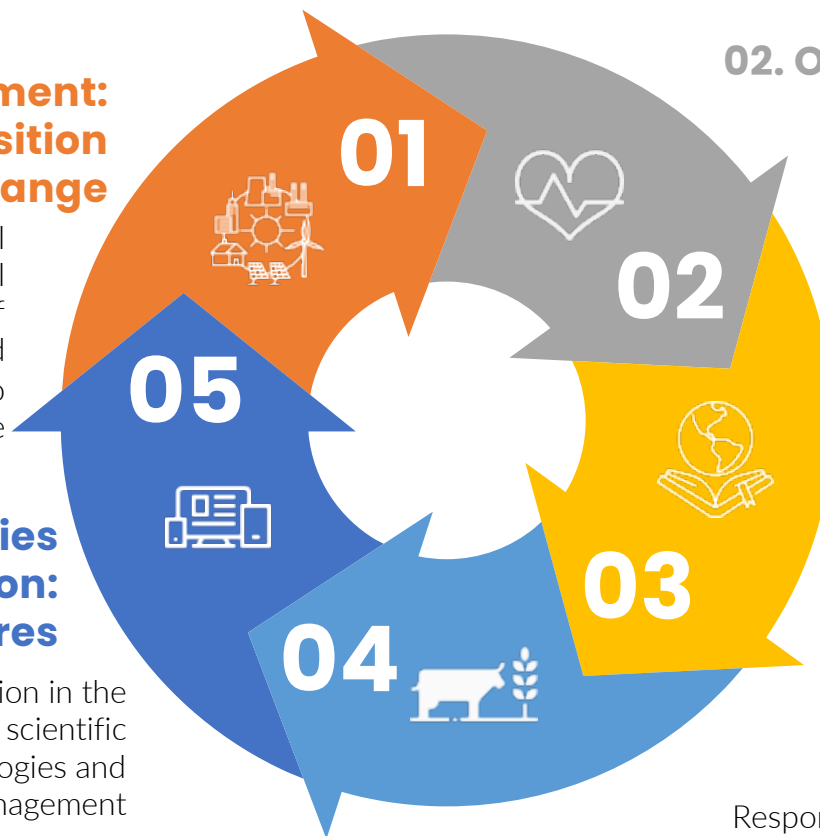 02. O
ment:
sition
ange
01
l
l
f
d
o
e
02
05
ies
on:
res
03
04
ion in the
scientific
ogies and
nagement
Respon